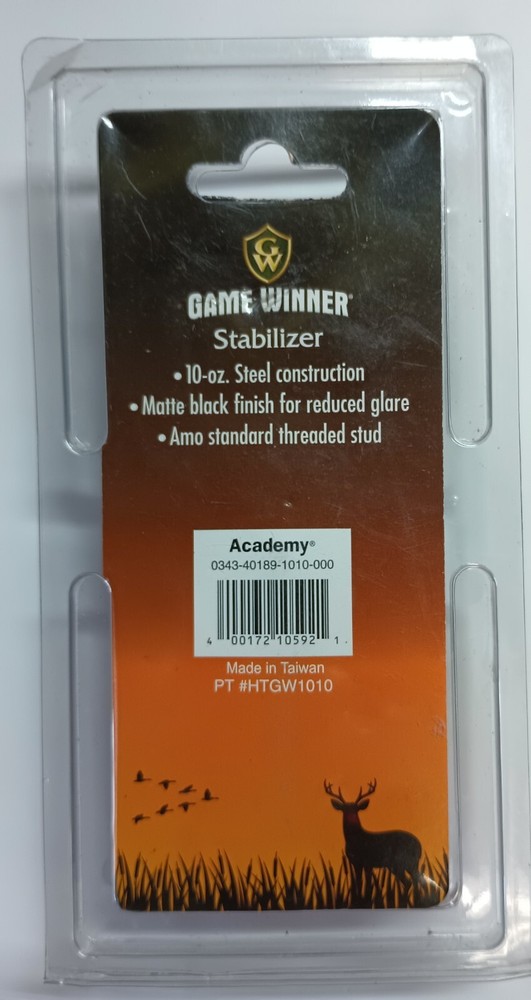 GW
GAME WINNER®
Stabilizer
• 10-oz. Steel construction
• Matte black finish for reduced glare
• Amo standard threaded stud
Academy®
0343-40189-1010-000
4 00172 10592 1
Made in Taiwan
PT #HTGW1010